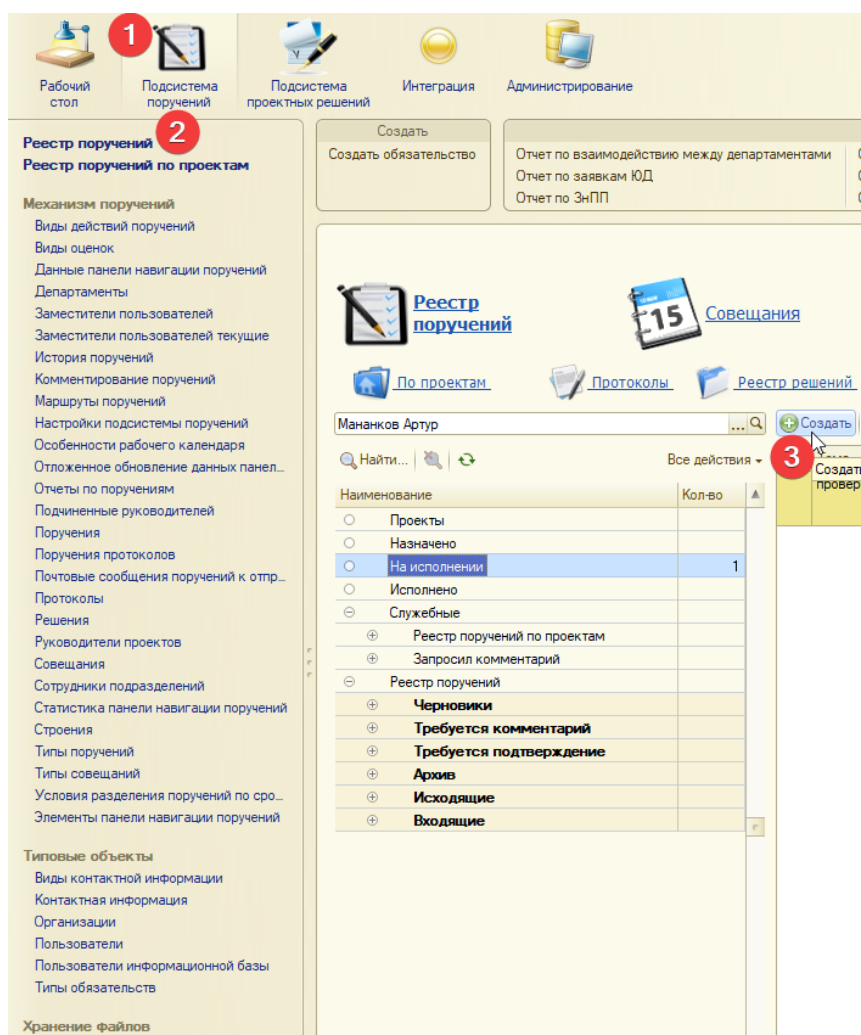 1
Рабочий
стол
Подсистема
поручений
Подсистема
проектных решений
Интеграция
Администрирование
2
Реестр поручений
Реестр поручений по проектам
Механизм поручений
Виды действий поручений
Виды оценок
Данные панели навигации поручений
Департаменты
Заместители пользователей
Заместители пользователей текущие
История поручений
Комментирование поручений
Маршруты поручений
Настройки подсистемы поручений
Особенности рабочего календаря
Отложенное обновление данных панел...
Отчеты по поручениям
Подчиненные руководителей
Поручения
Поручения протоколов
Почтовые сообщения поручений к отпр...
Протоколы
Решения
Руководители проектов
Совещания
Сотрудники подразделений
Статистика панели навигации поручений
Строения
Типы поручений
Типы совещаний
Условия разделения поручений по сро...
Элементы панели навигации поручений
Типовые объекты
Виды контактной информации
Контактная информация
Организации
Пользователи
Пользователи информационной базы
Типы обязательств
Хранение файлов
Создать
Создать обязательство
Отчет по взаимодействию между департаментами
Отчет по заявкам ЮД
Отчет по ЗнПП
Реестр
поручений
15
Совещания
По проектам
Протоколы
Реестр решений
Мананков Артур
...
Создать
Найти...
Все действия
3
Создать
провер
Наименование Кол-во
Проекты
Назначено
На исполнении 1
Исполнено
Служебные
Реестр поручений по проектам
Запросил комментарий
Реестр поручений
Черновики
Требуется комментарий
Требуется подтверждение
Архив
Исходящие
Входящие